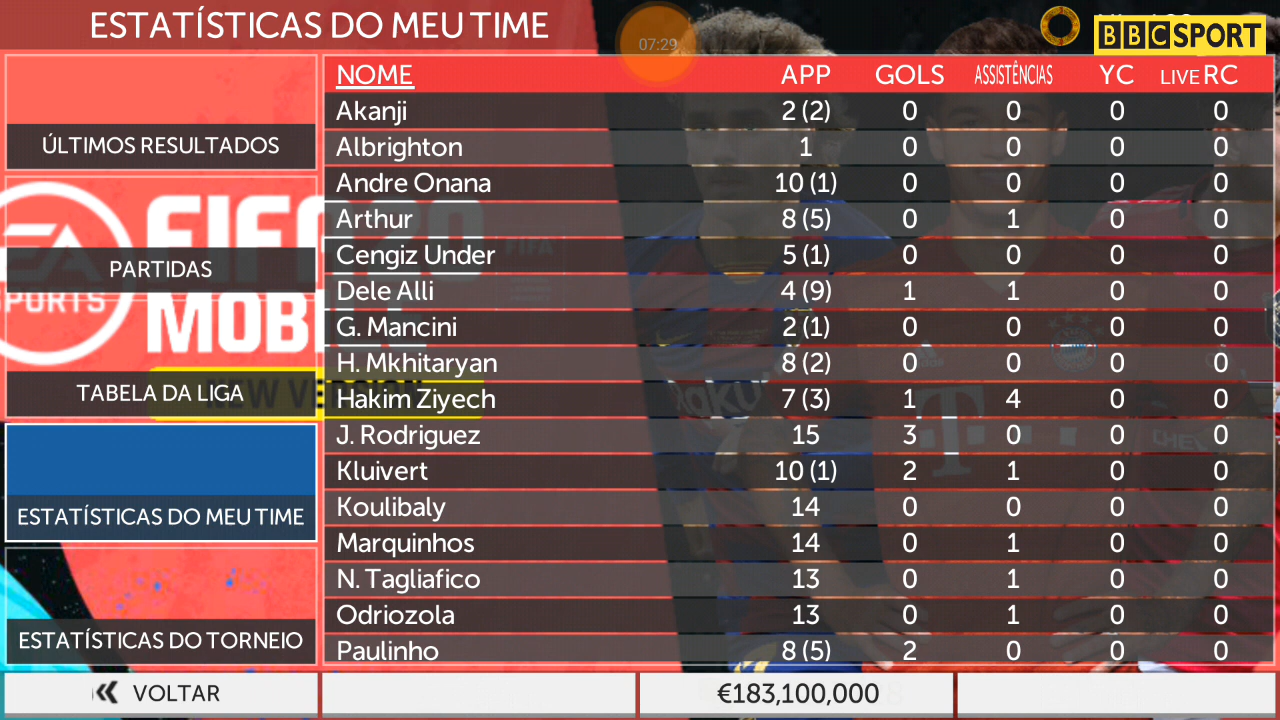 ESTATÍSTICAS DO MEU TIME
07:29
BBC SPORT
NOME APP GOLS ASSISTÊNCIAS YC LIVE RC
Akanji 2 (2) 0 0 0 0
Albrighton 1 0 0 0 0
Andre Onana 10 (1) 0 0 0 0
Arthur 8 (5) 0 1 0 0
Cengiz Under 5 (1) 0 0 0 0
Dele Alli 4 (9) 1 1 0 0
G. Mancini 2 (1) 0 0 0 0
H. Mkhitaryan 8 (2) 0 0 0 0
Hakim Ziyech 7 (3) 1 4 0 0
J. Rodriguez 15 3 0 0 0
Kluivert 10 (1) 2 1 0 0
Koulibaly 14 0 0 0 0
Marquinhos 14 0 1 0 0
N. Tagliafico 13 0 1 0 0
Odriozola 13 0 1 0 0
Paulinho 8 (5) 2 0 0 0
ÚLTIMOS RESULTADOS
EA SPORTS
PARTIDAS
TABELA DA LIGA
NEW VERSION
ESTATÍSTICAS DO MEU TIME
ESTATÍSTICAS DO TORNEIO
VOLTAR
€183,100,000